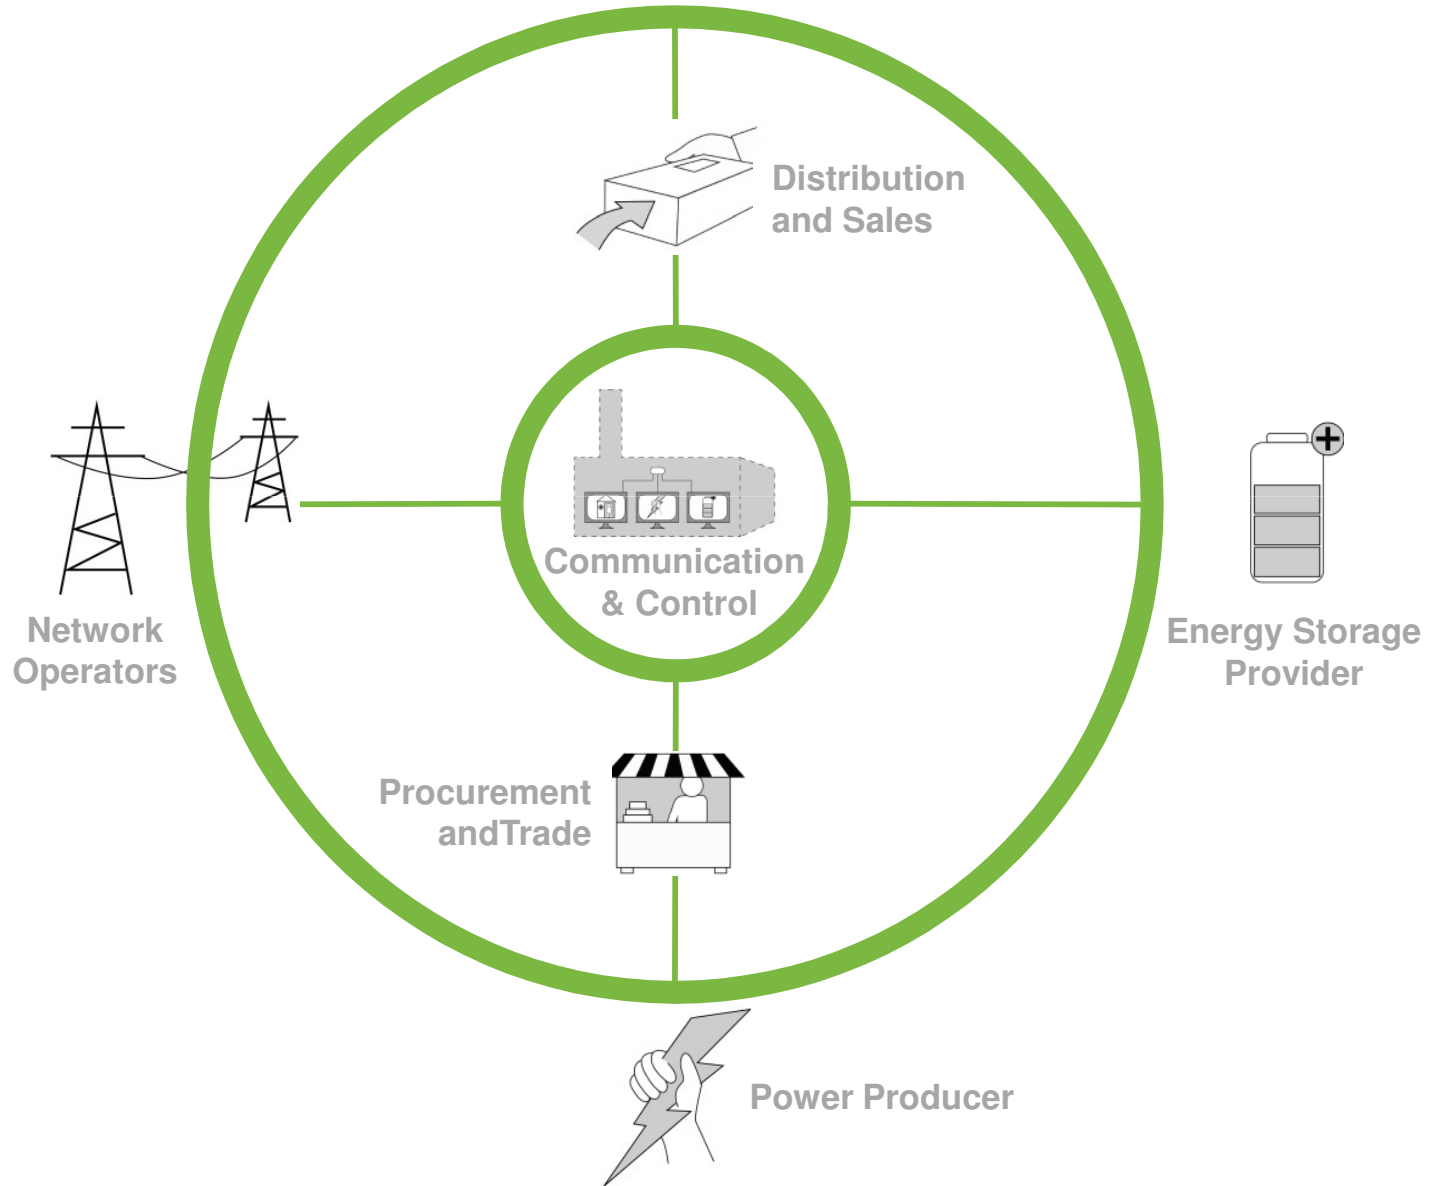 Distribution
and Sales
Communication
& Control
Network
Operators
Energy Storage
Provider
Procurement
andTrade
Power Producer